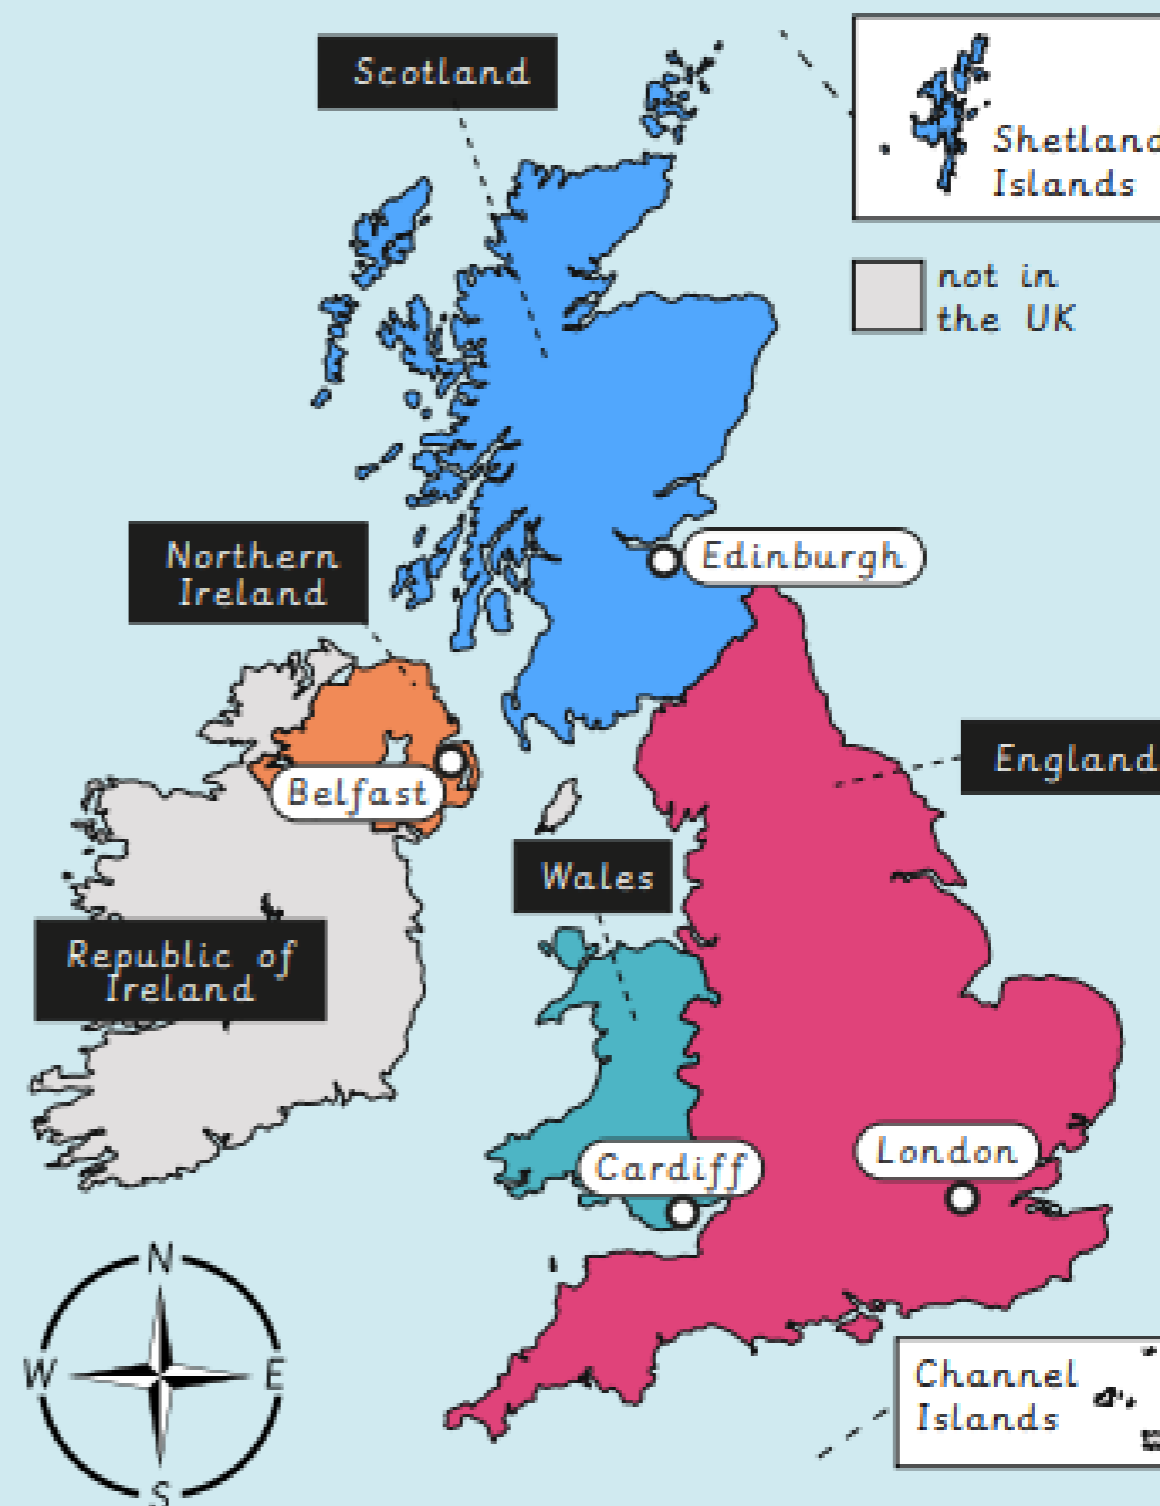 Scotland
Shetland
Islands
not in
the UK
Northern
Ireland
Edinburgh
England
Belfast
Wales
Republic of
Ireland
Cardiff
London
N
W
E
S
Channel
Islands